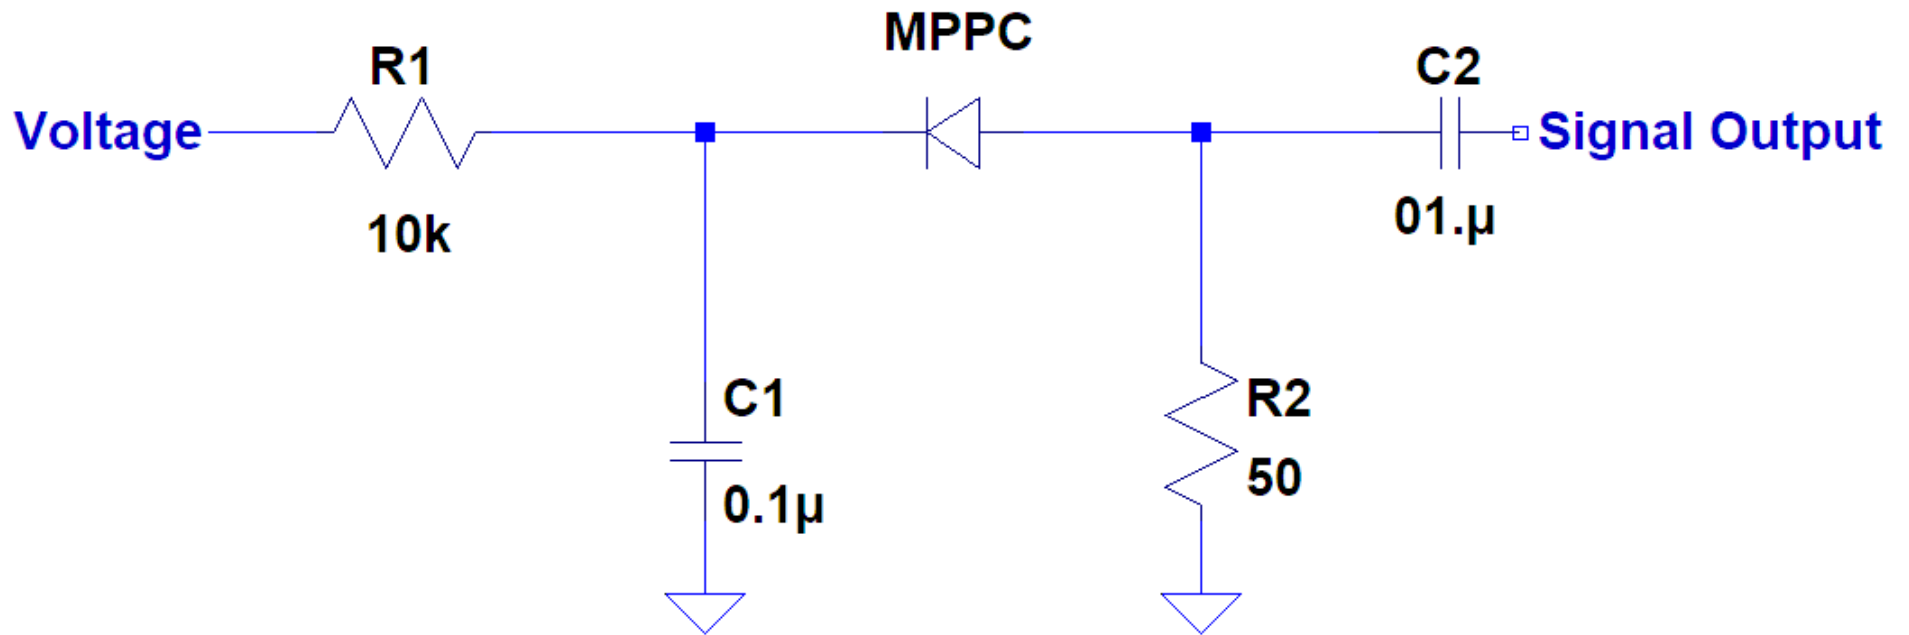 MPPC
R1
C2
Voltage
Signal Output
10k
01.µ
C1
0.1µ
R2
50